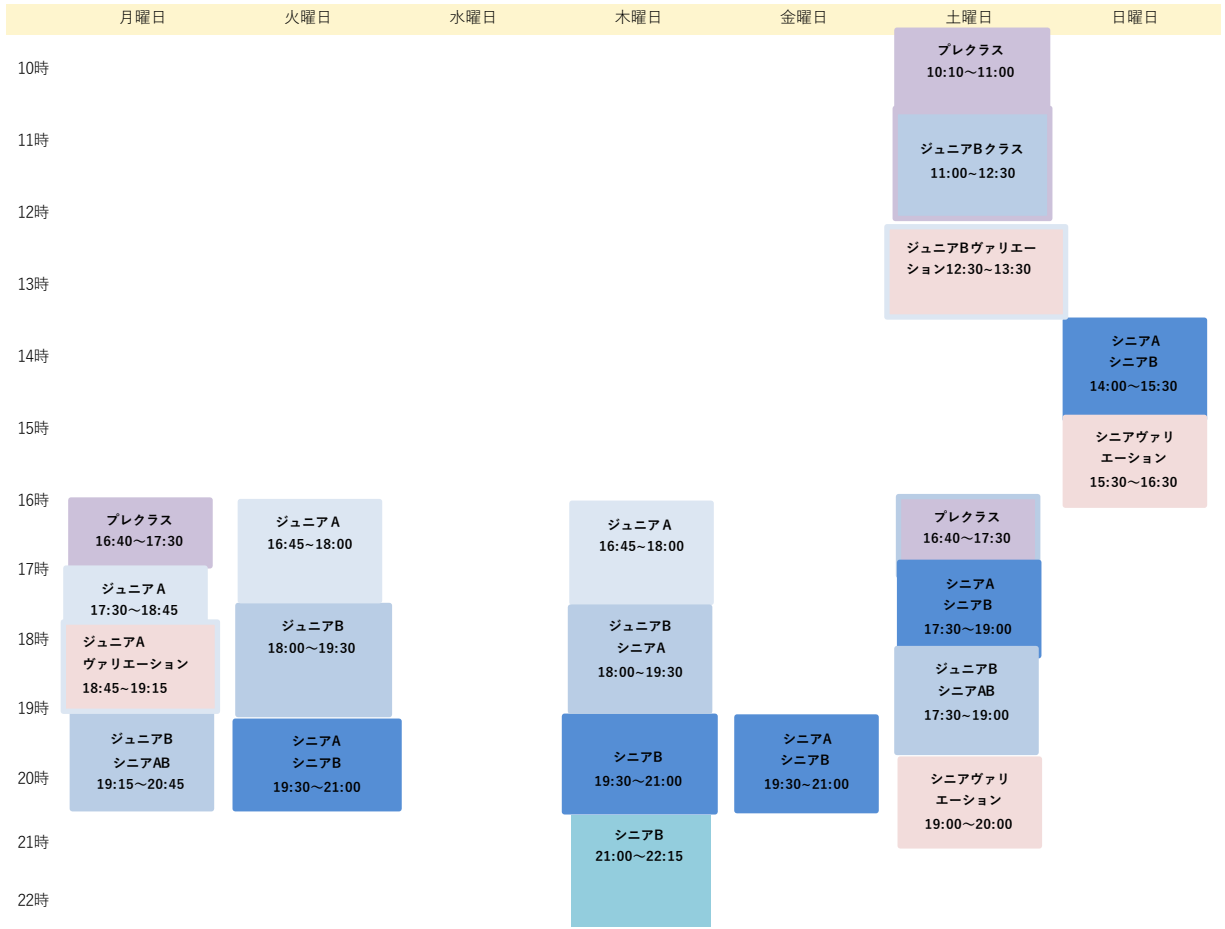 月曜日 火曜日 水曜日 木曜日 金曜日 土曜日 日曜日
10時
11時
12時
13時
14時
15時
16時
17時
18時
19時
20時
21時
22時
プレクラス
16:40〜17:30
ジュニアA
17:30〜18:45
ジュニアA
ヴァリエーション
18:45~19:15
ジュニアB
シニアAB
19:15〜20:45
ジュニアA
16:45~18:00
ジュニアB
18:00〜19:30
シニアA
シニアB
19:30〜21:00
ジュニアA
16:45~18:00
ジュニアB
シニアA
18:00〜19:30
シニアB
19:30〜21:00
シニアB
21:00〜22:15
シニアA
シニアB
19:30~21:00
プレクラス
10:10〜11:00
ジュニアBクラス
11:00~12:30
ジュニアBヴァリエー
ション12:30~13:30
プレクラス
16:40〜17:30
シニアA
シニアB
17:30〜19:00
ジュニアB
シニアAB
17:30~19:00
シニアヴァリ
エーション
19:00〜20:00
シニアA
シニアB
14:00〜15:30
シニアヴァリ
エーション
15:30〜16:30